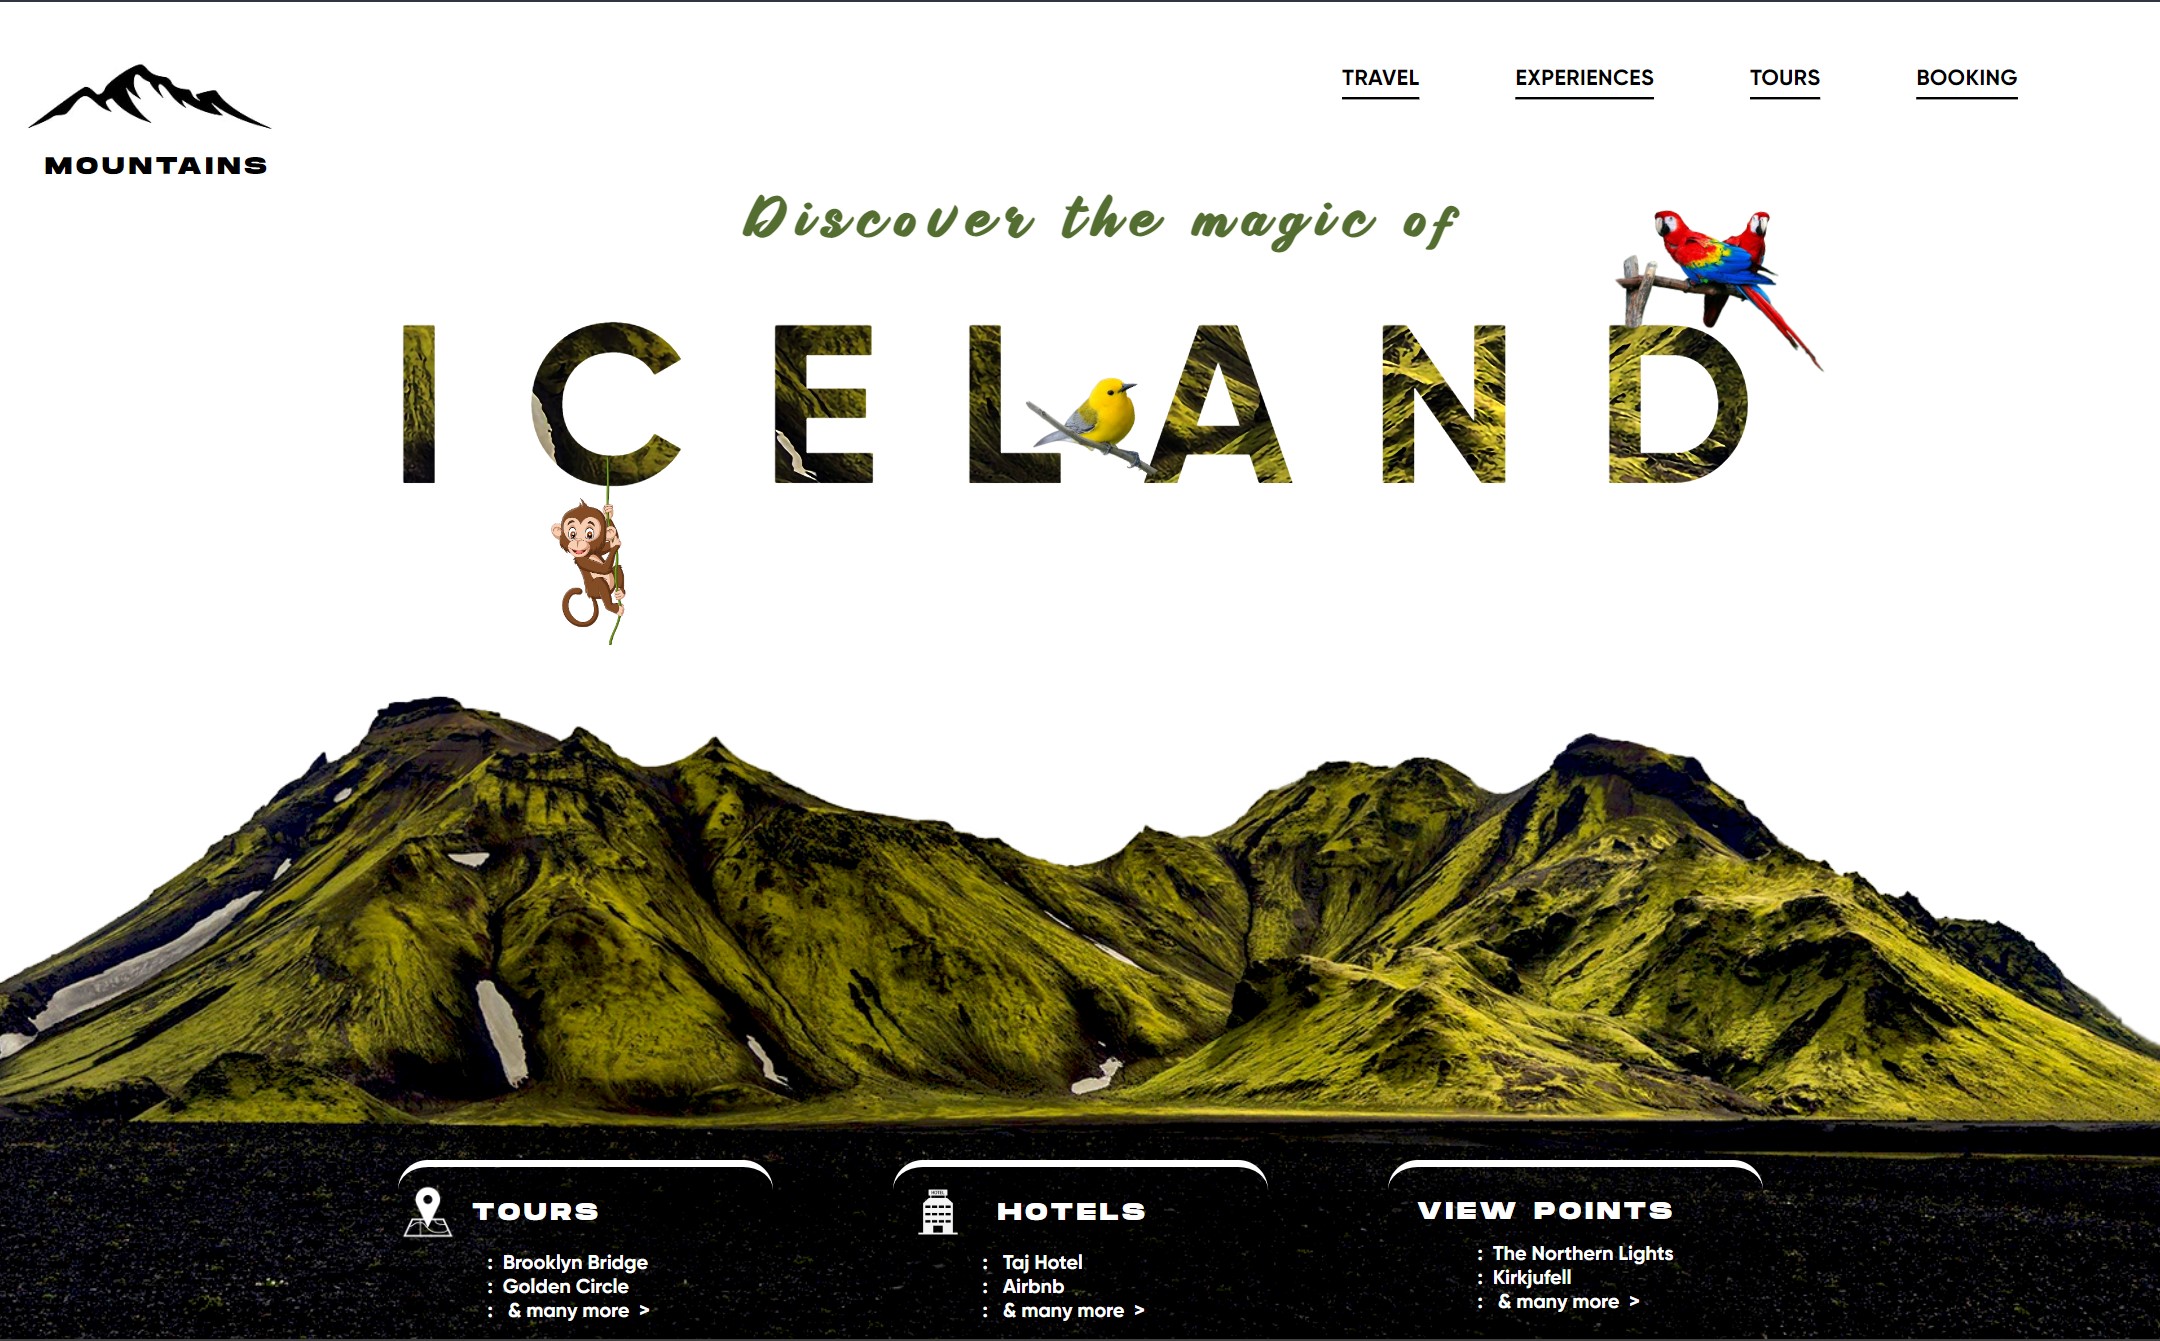 MOUNTAINS
TRAVEL
EXPERIENCES
TOURS
BOOKING
Discover the magic of
ICELAND
TOURS
: Brooklyn Bridge
: Golden Circle
: & many more >
HOTEL
HOTELS
: Taj Hotel
: Airbnb
: & many more >
VIEW POINTS
: The Northern Lights
: Kirkjufell
: & many more >